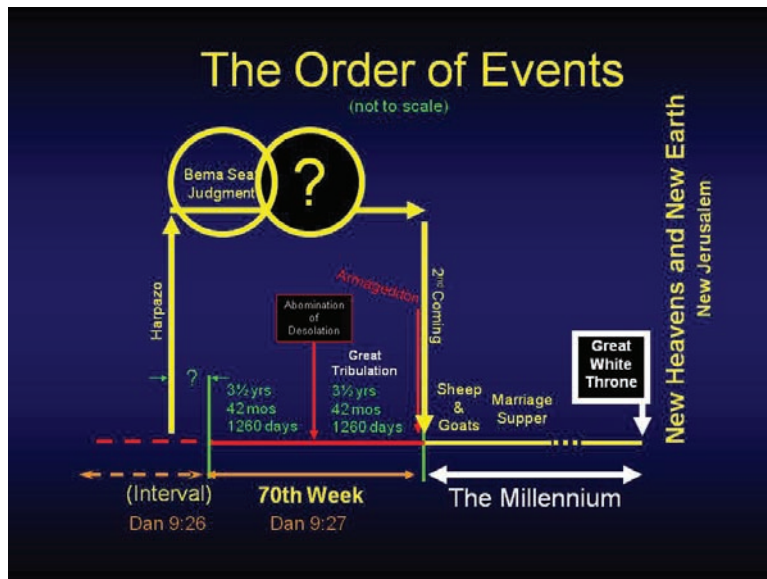 The Order of Events
(not to scale)
Bema Sea
Judgment
?
Harpazo
Abomination
of
Desolation
Armageddon
2nd Coming
?
3½ yrs
42 mos
1260 days
Great
Tribulation
3½ yrs
42 mos
1260 days
Sheep
&
Goats
Marriage
Supper
Great
White
Throne
New Heavens and New Earth
New Jerusalem
(Interval)
Dan 9:26
70th Week
Dan 9:27
The Millennium